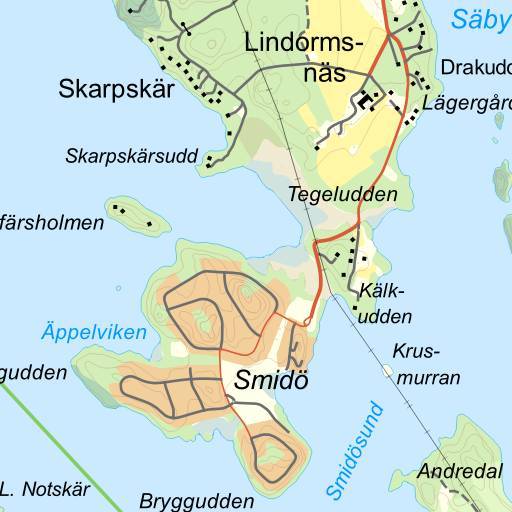 Säby
Lindorms-
näs
Drakudd
Skarpskär
Lägergård
Skarpskärsudd
Tegeludden
färsholmen
Kälk-
udden
Äppelviken
Krus-
murran
gudden
Smidö
Smidösund
Andredal
L. Notskär
Bryggudden